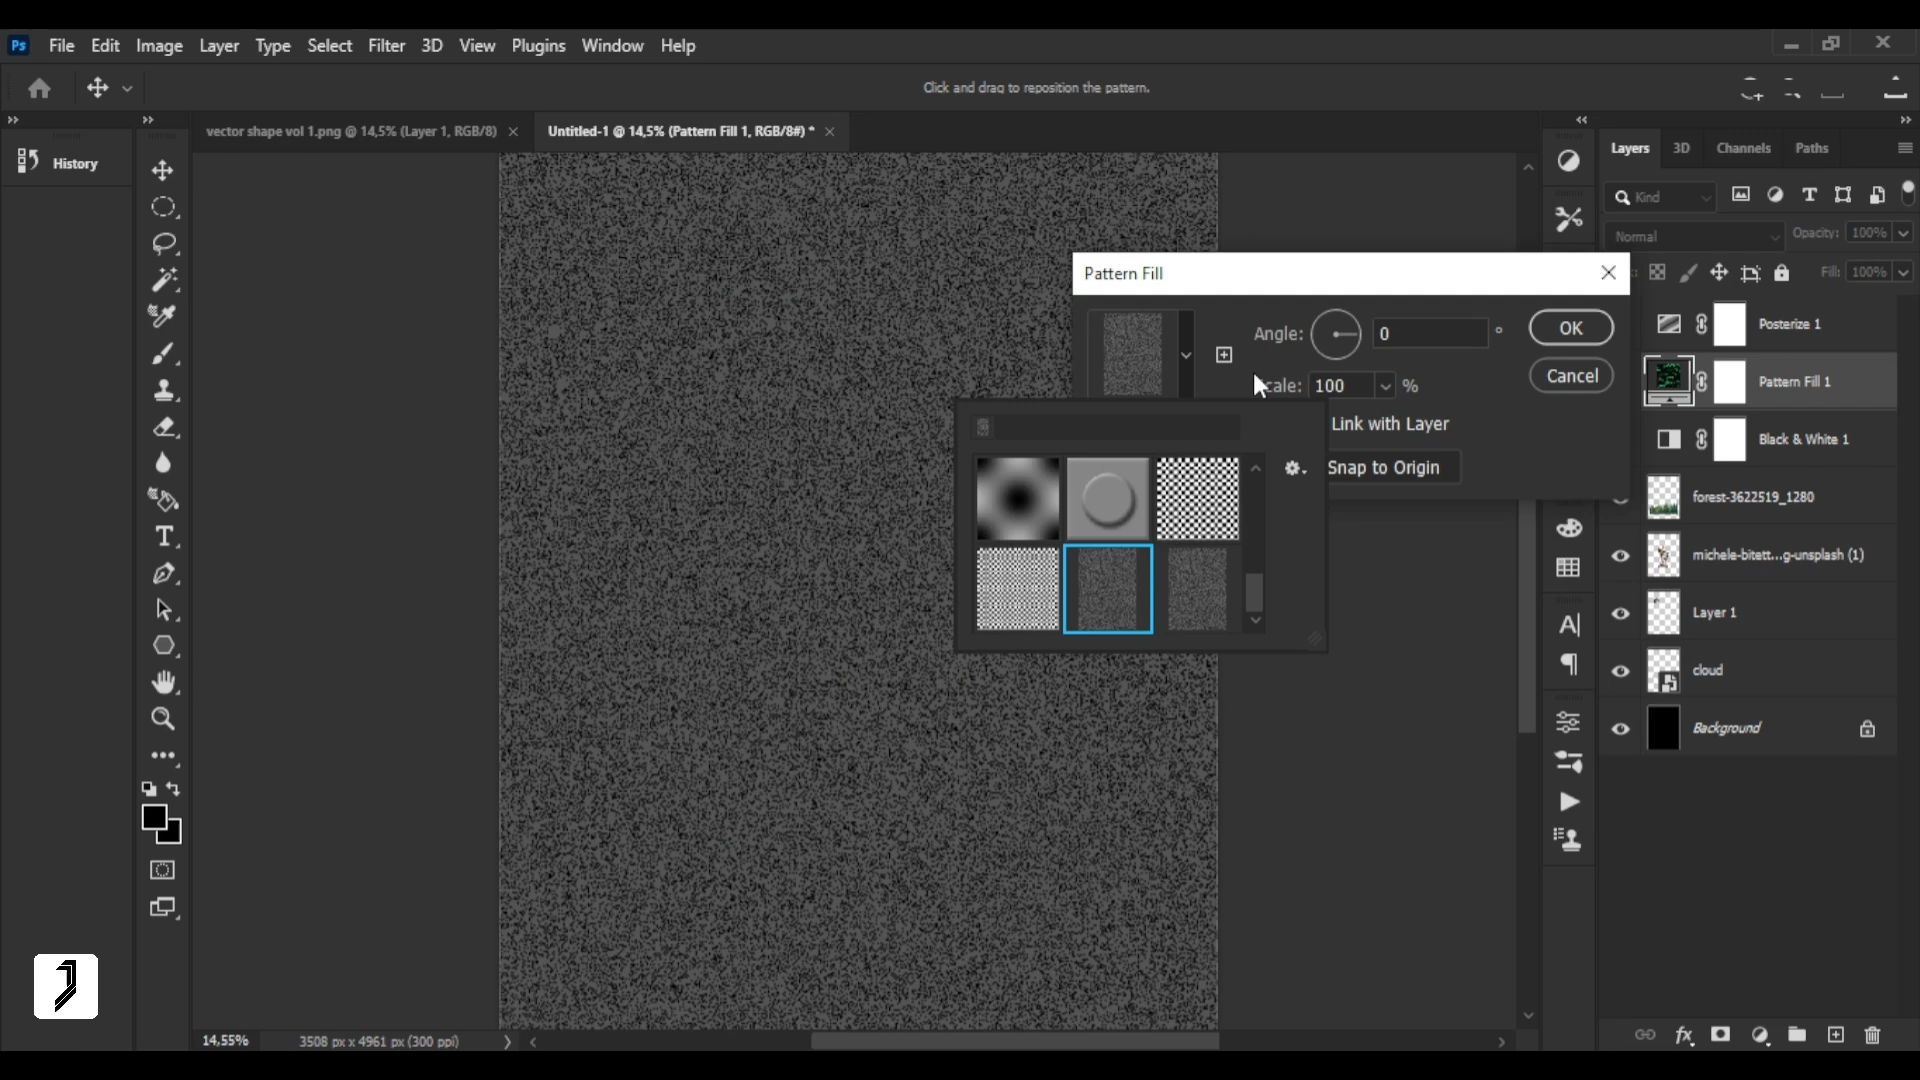 Ps File Edit Image Layer Type Select Filter 3D View Plugins Window Help
Click and drag to reposition the pattern.
History
vector shape vol 1.png @ 14,5% (Layer 1, RGB/8)
Untitled-1 @ 14,5% (Pattern Fill 1, RGB/8#) *
Layers 3D Channels Paths
Kind
Normal
Opacity: 100%
Fill: 100%
Pattern Fill
Angle: 0 °
OK
cale: 100 %
Cancel
Link with Layer
Snap to Origin
Posterize 1
Pattern Fill 1
Black & White 1
forest-3622519_1280
michele-bitett...g-unsplash (1)
Layer 1
cloud
Background
14,55%
3508 px x 4961 px (300 ppi)